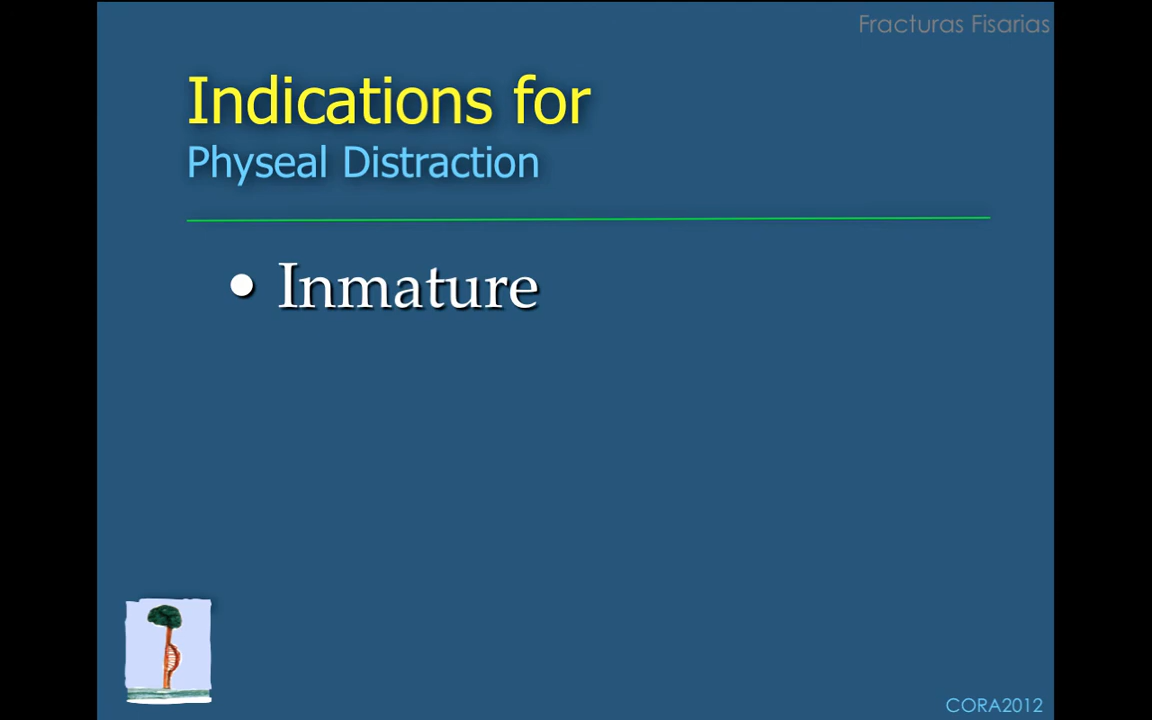 Fracturas Fisarias
Indications for
Physeal Distraction
• Inmature
CORA2012